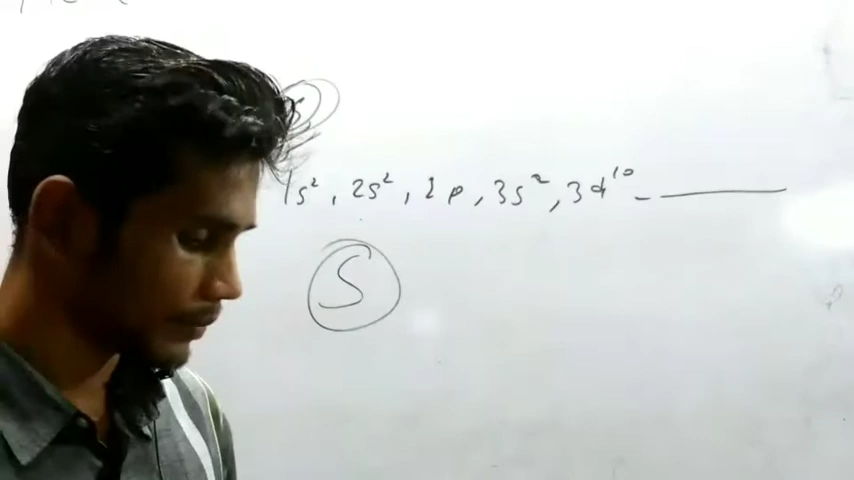 1s², 2s², 2p, 3s², 3d¹⁰ - ———
S